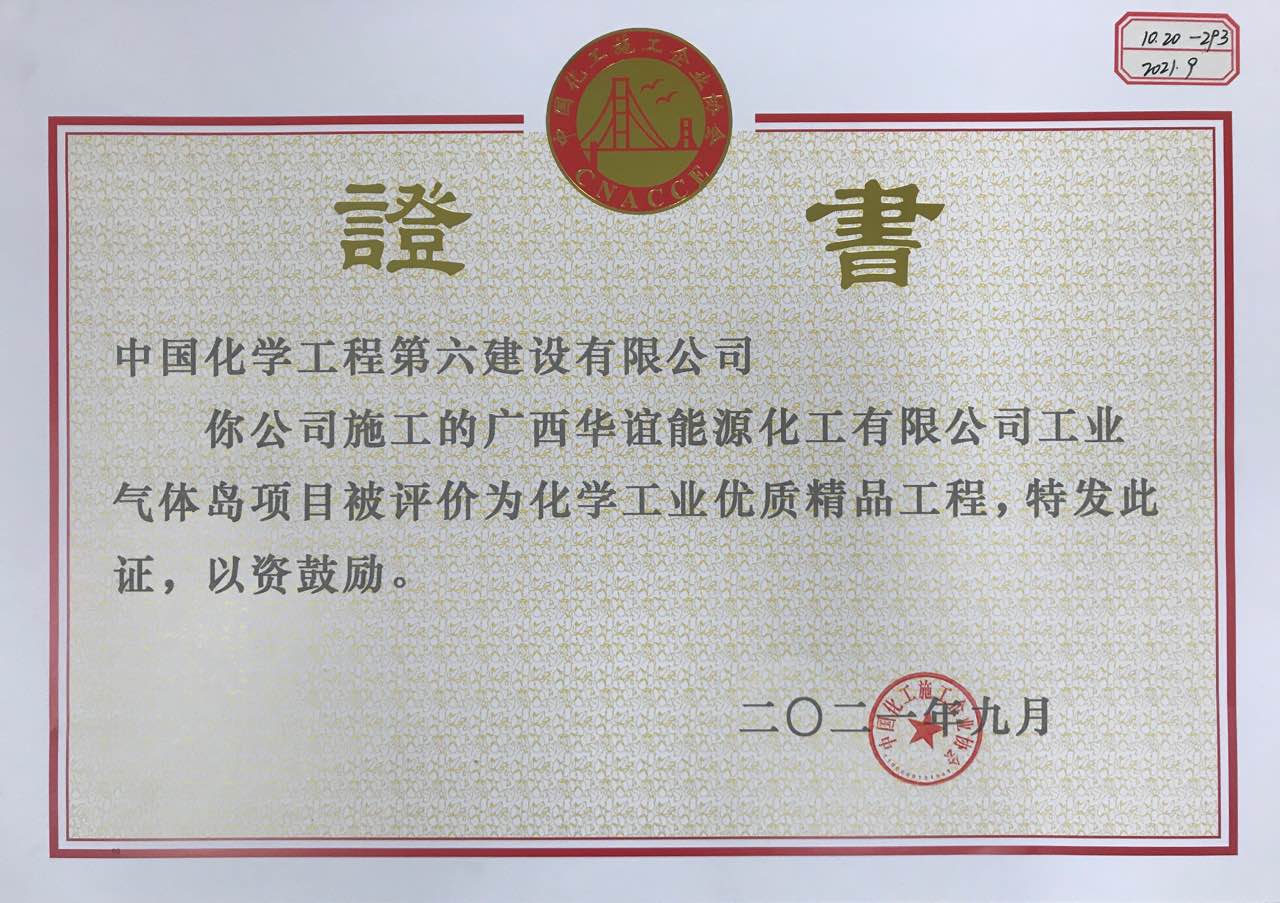 10.20-293
2021.9
中国化工施工企业协会
CNACCE
證書
中国化学工程第六建设有限公司
你公司施工的广西华谊能源化工有限公司工业
气体岛项目被评价为化学工业优质精品工程，特发此
证，以资鼓励。
二〇二一年九月
中国化工施工企业协会